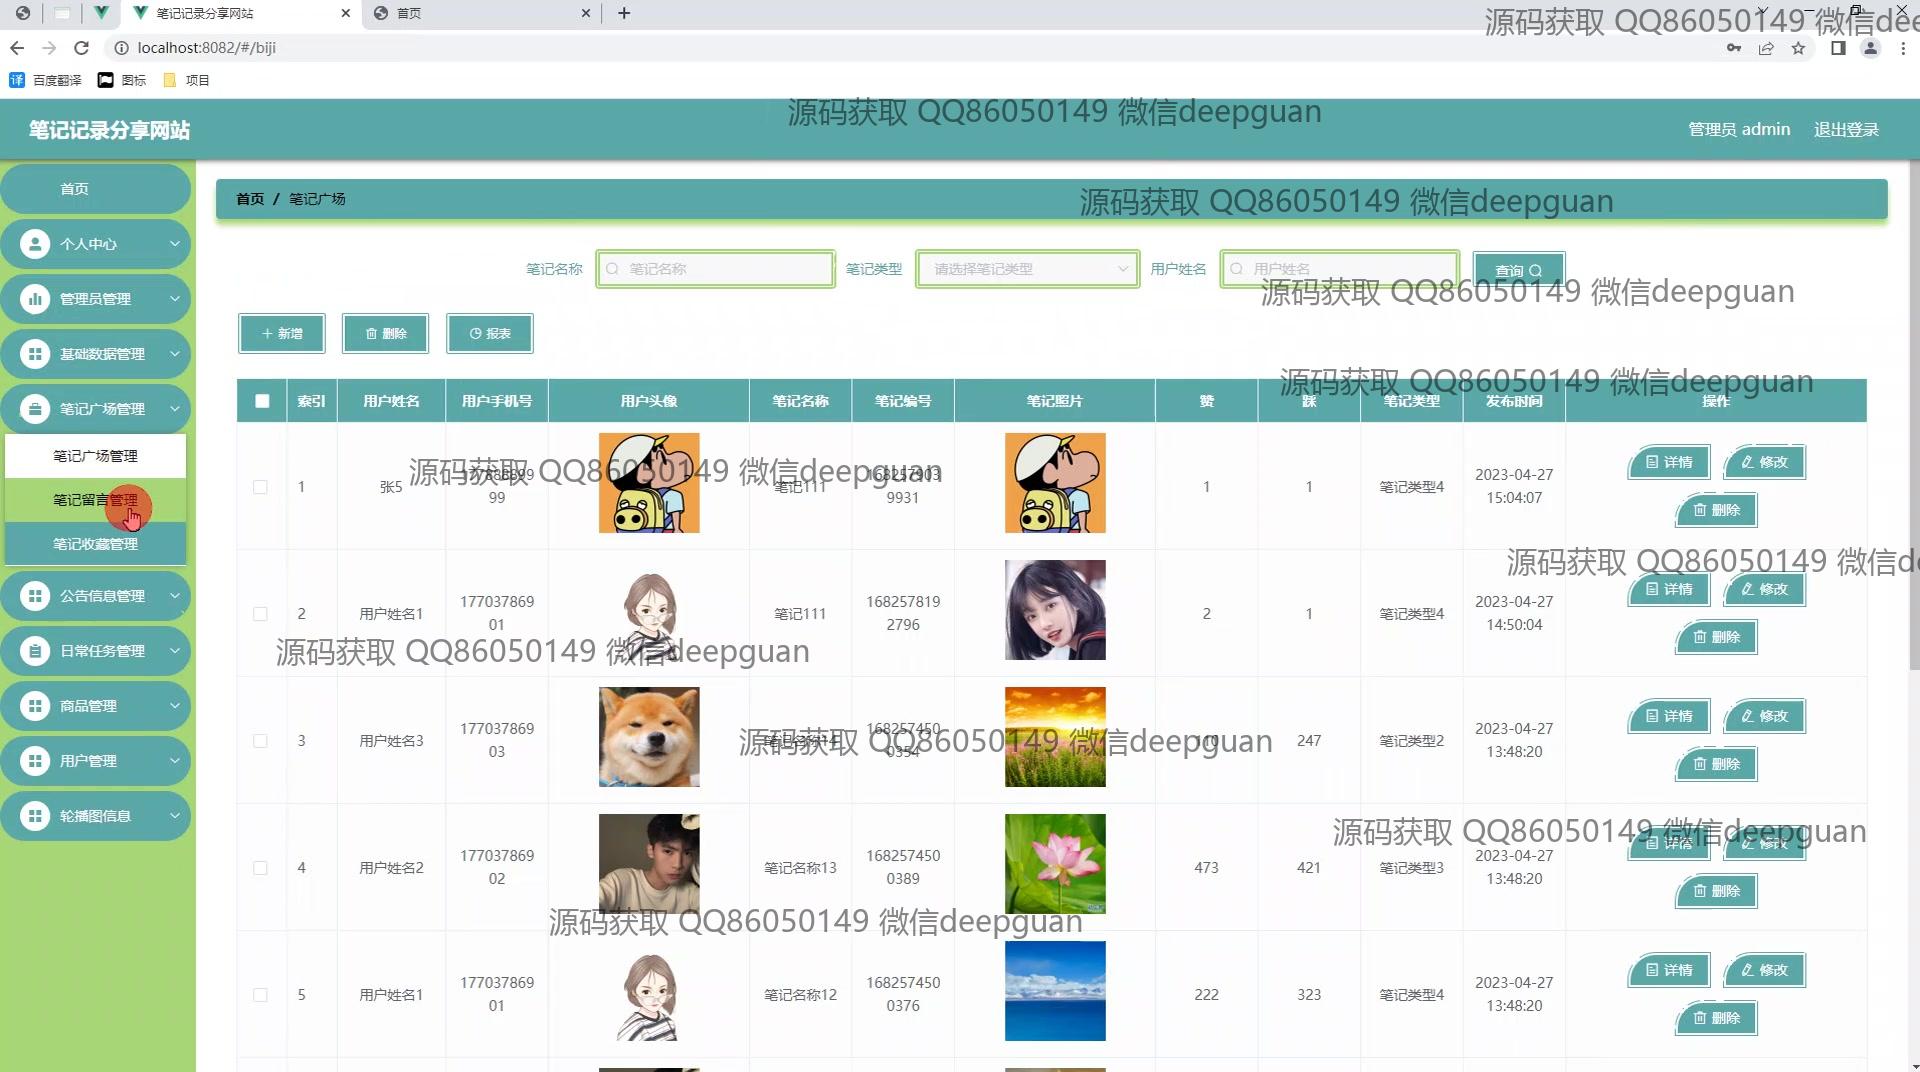 笔记记录分享网站
首页
localhost:8082/#/biji
百度翻译 图标 项目
源码获取 QQ86050149 微信dee
源码获取 QQ86050149 微信deepguan
笔记记录分享网站
管理员 admin 退出登录
首页
个人中心
管理员管理
基础数据管理
笔记广场管理
笔记广场管理
笔记留言管理
笔记收藏管理
公告信息管理
日常任务管理
商品管理
用户管理
轮播图信息
首页 / 笔记广场
源码获取 QQ86050149 微信deepguan
笔记名称 笔记名称 笔记类型 请选择笔记类型 用户姓名 用户姓名 查询
源码获取 QQ86050149 微信deepguan
新增 删除 报表
源码获取 QQ86050149 微信deepguan
索引 用户姓名 用户手机号 用户头像 笔记名称 笔记编号 笔记照片 赞 踩 笔记类型 发布时间 操作
源码获取 QQ86050149 微信deepguan
1 张5 笔记111 1 1 笔记类型4 2023-04-27
99 9931 15:04:07
详情 修改
删除
源码获取 QQ86050149 微信d
2 用户姓名1 177037869 笔记111 168257819 2 1 笔记类型4 2023-04-27
01 2796 14:50:04
详情 修改
删除
源码获取 QQ86050149 微信deepguan
3 用户姓名3 177037869 168257450 247 笔记类型2 2023-04-27
03 0354 13:48:20
详情 修改
删除
源码获取 QQ86050149 微信deepguan
源码获取 QQ86050149 微信deepguan
4 用户姓名2 177037869 笔记名称13 168257450 473 421 笔记类型3 2023-04-27
02 0389 13:48:20
详情 修改
删除
源码获取 QQ86050149 微信deepguan
5 用户姓名1 177037869 笔记名称12 168257450 222 323 笔记类型4 2023-04-27
01 0376 13:48:20
详情 修改
删除